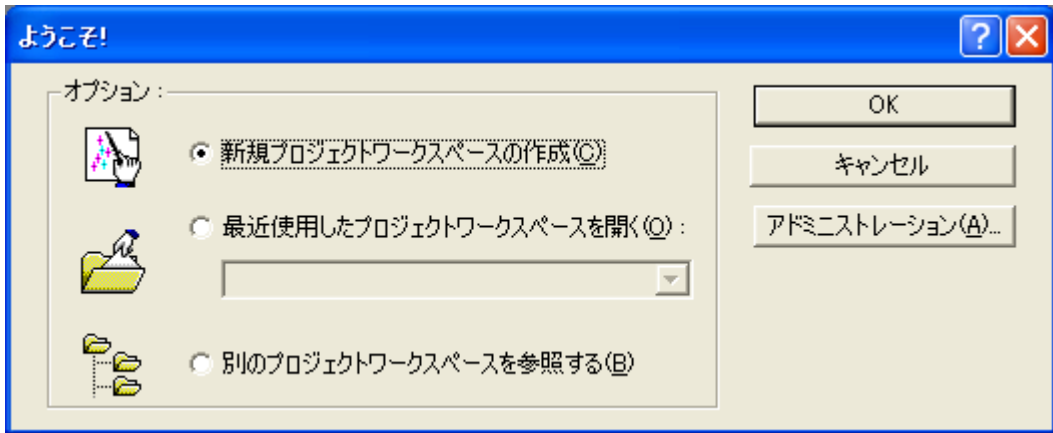 ようこそ!
オプション :
新規プロジェクトワークスペースの作成(C)
最近使用したプロジェクトワークスペースを開く(O) :
別のプロジェクトワークスペースを参照する(B)
OK
キャンセル
アドミニストレーション(A)...